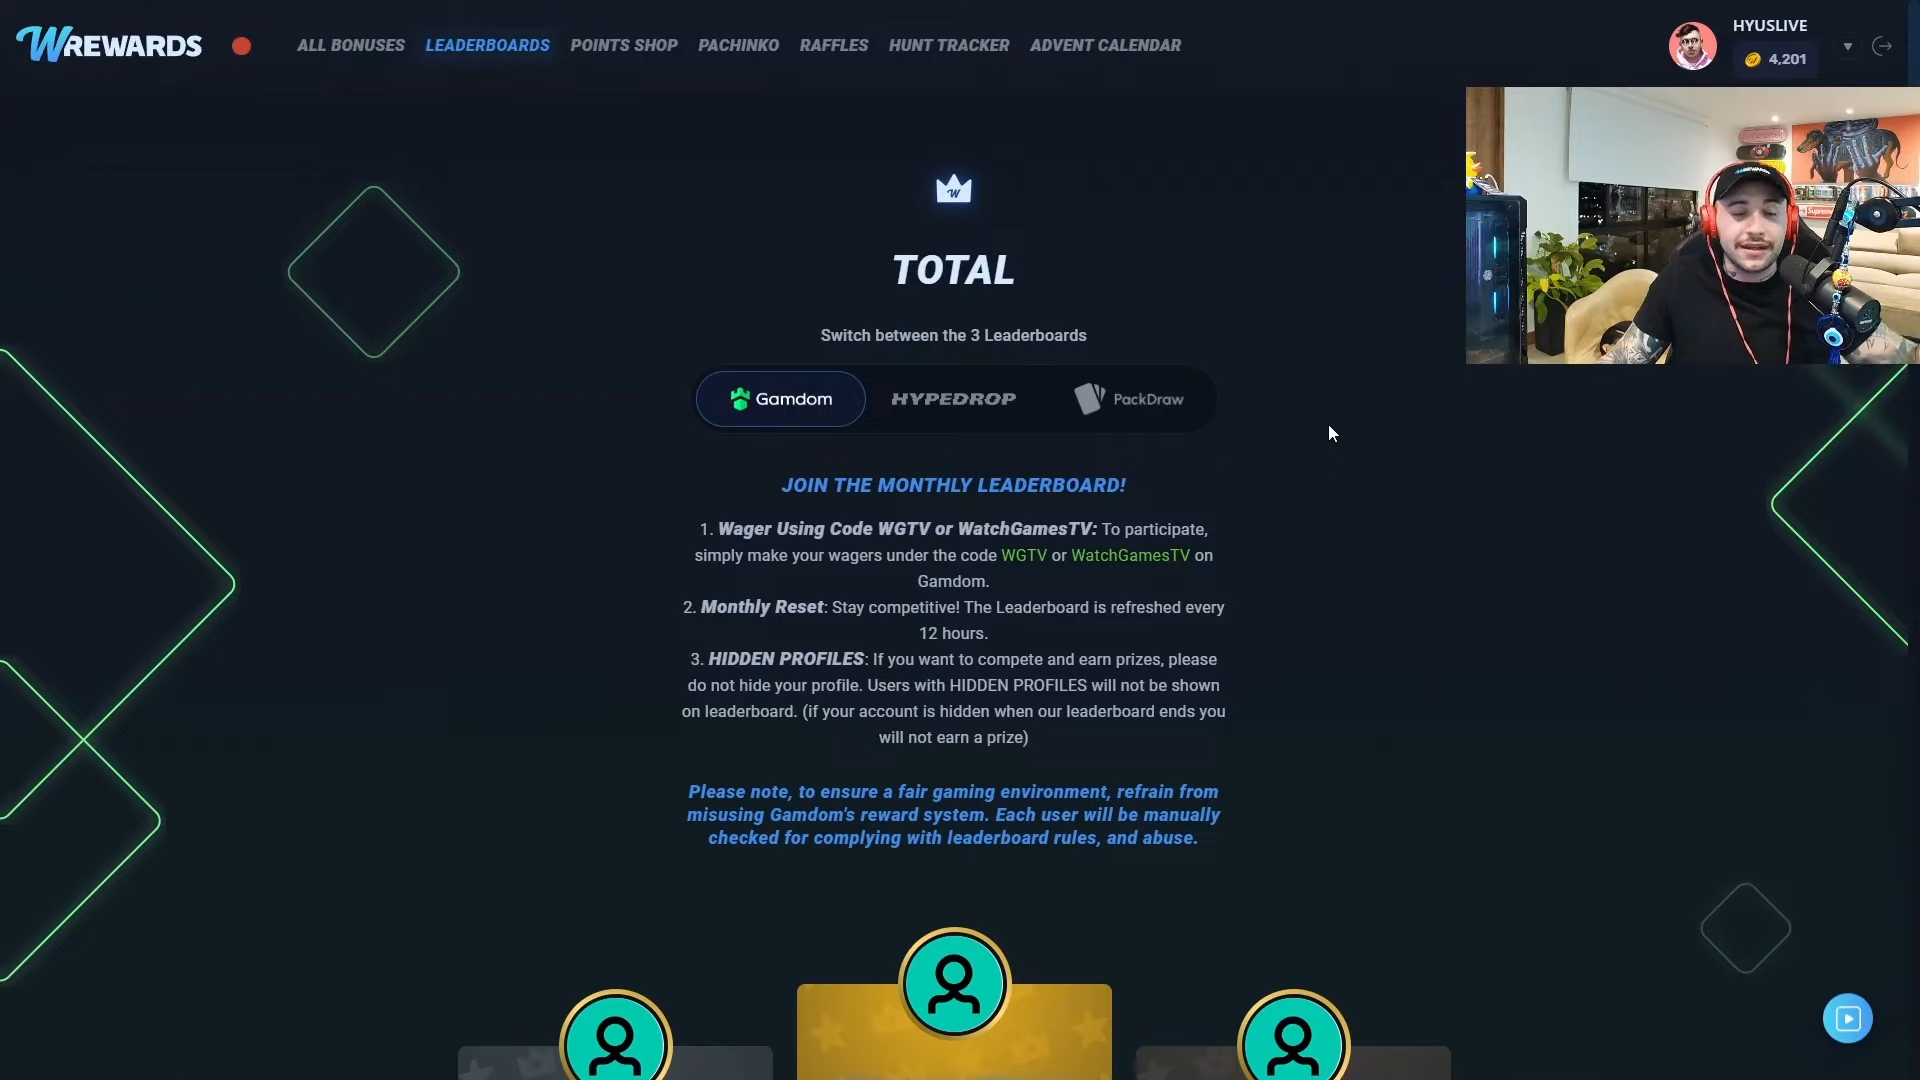 WREWARDS
ALL BONUSES LEADERBOARDS POINTS SHOP PACHINKO RAFFLES HUNT TRACKER ADVENT CALENDAR
HYUSLIVE
4,201
W
TOTAL
Switch between the 3 Leaderboards
Gamdom HYPEDROP PackDraw
JOIN THE MONTHLY LEADERBOARD!
1. Wager Using Code WGTV or WatchGamesTV: To participate,
simply make your wagers under the code WGTV or WatchGamesTV on
Gamdom.
2. Monthly Reset: Stay competitive! The Leaderboard is refreshed every
12 hours.
3. HIDDEN PROFILES: If you want to compete and earn prizes, please
do not hide your profile. Users with HIDDEN PROFILES will not be shown
on leaderboard. (if your account is hidden when our leaderboard ends you
will not earn a prize)
Please note, to ensure a fair gaming environment, refrain from
misusing Gamdom's reward system. Each user will be manually
checked for complying with leaderboard rules, and abuse.
WREWARDS
Supreme